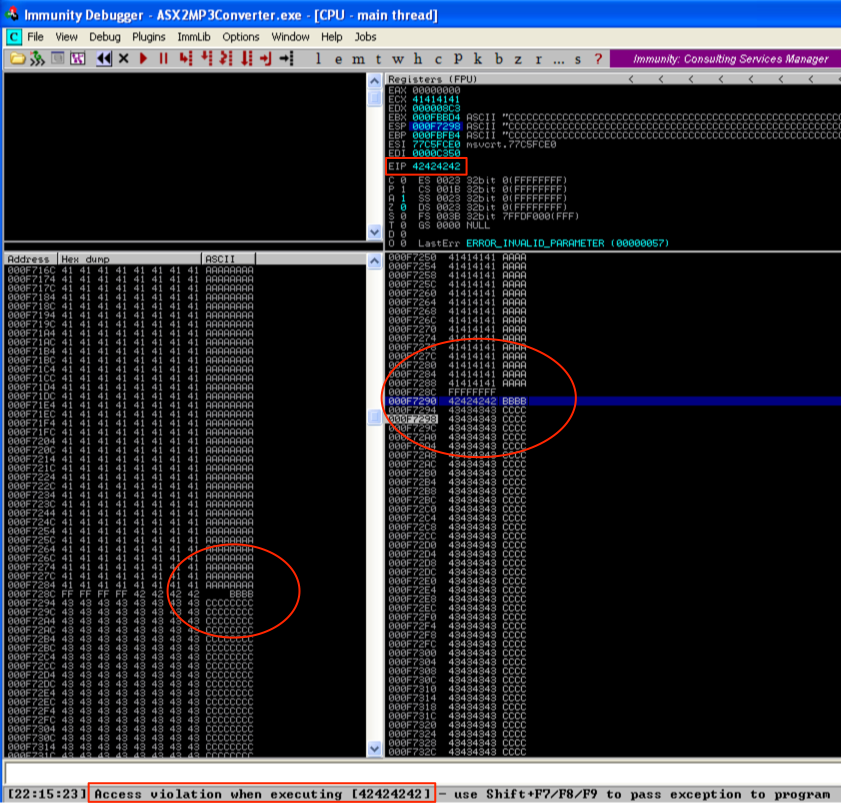 Immunity Debugger - ASX2MP3Converter.exe - [CPU - main thread]
C File View Debug Plugins ImmLib Options Window Help Jobs
l e m t w h c P k b z r ... s ? Immunity: Consulting Services Manager
Registers (FPU) < < < < < < < <
EAX 00000000
ECX 41414141
EDX 000008C3
EBX 000FBBD4 ASCII "CCCCCCCCCCCCCCCCCCCCCCCCCCCCCCCCCCCCCCCCCCCCCCCC
ESP 000F7298 ASCII "CCCCCCCCCCCCCCCCCCCCCCCCCCCCCCCCCCCCCCCCCCCCCCCC
EBP 000FBFB4 ASCII "CCCCCCCCCCCCCCCCCCCCCCCCCCCCCCCCCCCCCCCCCCCCCCCC
ESI 77C5FCE0 msvcrt.77C5FCE0
EDI 0000C350
EIP 42424242
C 0 ES 0023 32bit 0(FFFFFFFF)
P 1 CS 001B 32bit 0(FFFFFFFF)
A 1 SS 0023 32bit 0(FFFFFFFF)
Z 0 DS 0023 32bit 0(FFFFFFFF)
S 0 FS 003B 32bit 7FFDF000(FFF)
T 0 GS 0000 NULL
D 0
O 0 LastErr ERROR_INVALID_PARAMETER (00000057)
Address Hex dump ASCII
000F716C 41 41 41 41 41 41 41 41 AAAAAAAA
000F7174 41 41 41 41 41 41 41 41 AAAAAAAA
000F717C 41 41 41 41 41 41 41 41 AAAAAAAA
000F7184 41 41 41 41 41 41 41 41 AAAAAAAA
000F718C 41 41 41 41 41 41 41 41 AAAAAAAA
000F7194 41 41 41 41 41 41 41 41 AAAAAAAA
000F719C 41 41 41 41 41 41 41 41 AAAAAAAA
000F71A4 41 41 41 41 41 41 41 41 AAAAAAAA
000F71AC 41 41 41 41 41 41 41 41 AAAAAAAA
000F71B4 41 41 41 41 41 41 41 41 AAAAAAAA
000F71BC 41 41 41 41 41 41 41 41 AAAAAAAA
000F71C4 41 41 41 41 41 41 41 41 AAAAAAAA
000F71CC 41 41 41 41 41 41 41 41 AAAAAAAA
000F71D4 41 41 41 41 41 41 41 41 AAAAAAAA
000F71DC 41 41 41 41 41 41 41 41 AAAAAAAA
000F71E4 41 41 41 41 41 41 41 41 AAAAAAAA
000F71EC 41 41 41 41 41 41 41 41 AAAAAAAA
000F71F4 41 41 41 41 41 41 41 41 AAAAAAAA
000F71FC 41 41 41 41 41 41 41 41 AAAAAAAA
000F7204 41 41 41 41 41 41 41 41 AAAAAAAA
000F720C 41 41 41 41 41 41 41 41 AAAAAAAA
000F7214 41 41 41 41 41 41 41 41 AAAAAAAA
000F721C 41 41 41 41 41 41 41 41 AAAAAAAA
000F7224 41 41 41 41 41 41 41 41 AAAAAAAA
000F722C 41 41 41 41 41 41 41 41 AAAAAAAA
000F7234 41 41 41 41 41 41 41 41 AAAAAAAA
000F723C 41 41 41 41 41 41 41 41 AAAAAAAA
000F7244 41 41 41 41 41 41 41 41 AAAAAAAA
000F724C 41 41 41 41 41 41 41 41 AAAAAAAA
000F7254 41 41 41 41 41 41 41 41 AAAAAAAA
000F725C 41 41 41 41 41 41 41 41 AAAAAAAA
000F7264 41 41 41 41 41 41 41 41 AAAAAAAA
000F726C 41 41 41 41 41 41 41 41 AAAAAAAA
000F7274 41 41 41 41 41 41 41 41 AAAAAAAA
000F727C 41 41 41 41 41 41 41 41 AAAAAAAA
000F7284 41 41 41 41 41 41 41 41 AAAAAAAA
000F728C FF FF FF FF 42 42 42 42 BBBB
000F7294 43 43 43 43 43 43 43 43 CCCCCCCC
000F729C 43 43 43 43 43 43 43 43 CCCCCCCC
000F72A4 43 43 43 43 43 43 43 43 CCCCCCCC
000F72AC 43 43 43 43 43 43 43 43 CCCCCCCC
000F72B4 43 43 43 43 43 43 43 43 CCCCCCCC
000F72BC 43 43 43 43 43 43 43 43 CCCCCCCC
000F72C4 43 43 43 43 43 43 43 43 CCCCCCCC
000F72CC 43 43 43 43 43 43 43 43 CCCCCCCC
000F72D4 43 43 43 43 43 43 43 43 CCCCCCCC
000F72DC 43 43 43 43 43 43 43 43 CCCCCCCC
000F72E4 43 43 43 43 43 43 43 43 CCCCCCCC
000F72EC 43 43 43 43 43 43 43 43 CCCCCCCC
000F72F4 43 43 43 43 43 43 43 43 CCCCCCCC
000F72FC 43 43 43 43 43 43 43 43 CCCCCCCC
000F7304 43 43 43 43 43 43 43 43 CCCCCCCC
000F730C 43 43 43 43 43 43 43 43 CCCCCCCC
000F7314 43 43 43 43 43 43 43 43 CCCCCCCC
000F731C 43 43 43 43 43 43 43 43 CCCCCCCC
000F7250 41414141 AAAA
000F7254 41414141 AAAA
000F7258 41414141 AAAA
000F725C 41414141 AAAA
000F7260 41414141 AAAA
000F7264 41414141 AAAA
000F7268 41414141 AAAA
000F726C 41414141 AAAA
000F7270 41414141 AAAA
000F7274 41414141 AAAA
000F7278 41414141 AAAA
000F727C 41414141 AAAA
000F7280 41414141 AAAA
000F7284 41414141 AAAA
000F7288 41414141 AAAA
000F728C FFFFFFFF
000F7290 42424242 BBBB
000F7294 43434343 CCCC
000F7298 43434343 CCCC
000F729C 43434343 CCCC
000F72A0 43434343 CCCC
000F72A4 43434343 CCCC
000F72A8 43434343 CCCC
000F72AC 43434343 CCCC
000F72B0 43434343 CCCC
000F72B4 43434343 CCCC
000F72B8 43434343 CCCC
000F72BC 43434343 CCCC
000F72C0 43434343 CCCC
000F72C4 43434343 CCCC
000F72C8 43434343 CCCC
000F72CC 43434343 CCCC
000F72D0 43434343 CCCC
000F72D4 43434343 CCCC
000F72D8 43434343 CCCC
000F72DC 43434343 CCCC
000F72E0 43434343 CCCC
000F72E4 43434343 CCCC
000F72E8 43434343 CCCC
000F72EC 43434343 CCCC
000F72F0 43434343 CCCC
000F72F4 43434343 CCCC
000F72F8 43434343 CCCC
000F72FC 43434343 CCCC
000F7300 43434343 CCCC
000F7304 43434343 CCCC
000F7308 43434343 CCCC
000F730C 43434343 CCCC
000F7310 43434343 CCCC
000F7314 43434343 CCCC
000F7318 43434343 CCCC
000F731C 43434343 CCCC
000F7320 43434343 CCCC
000F7324 43434343 CCCC
000F7328 43434343 CCCC
000F732C 43434343 CCCC
[22:15:23] Access violation when executing [42424242] - use Shift+F7/F8/F9 to pass exception to program